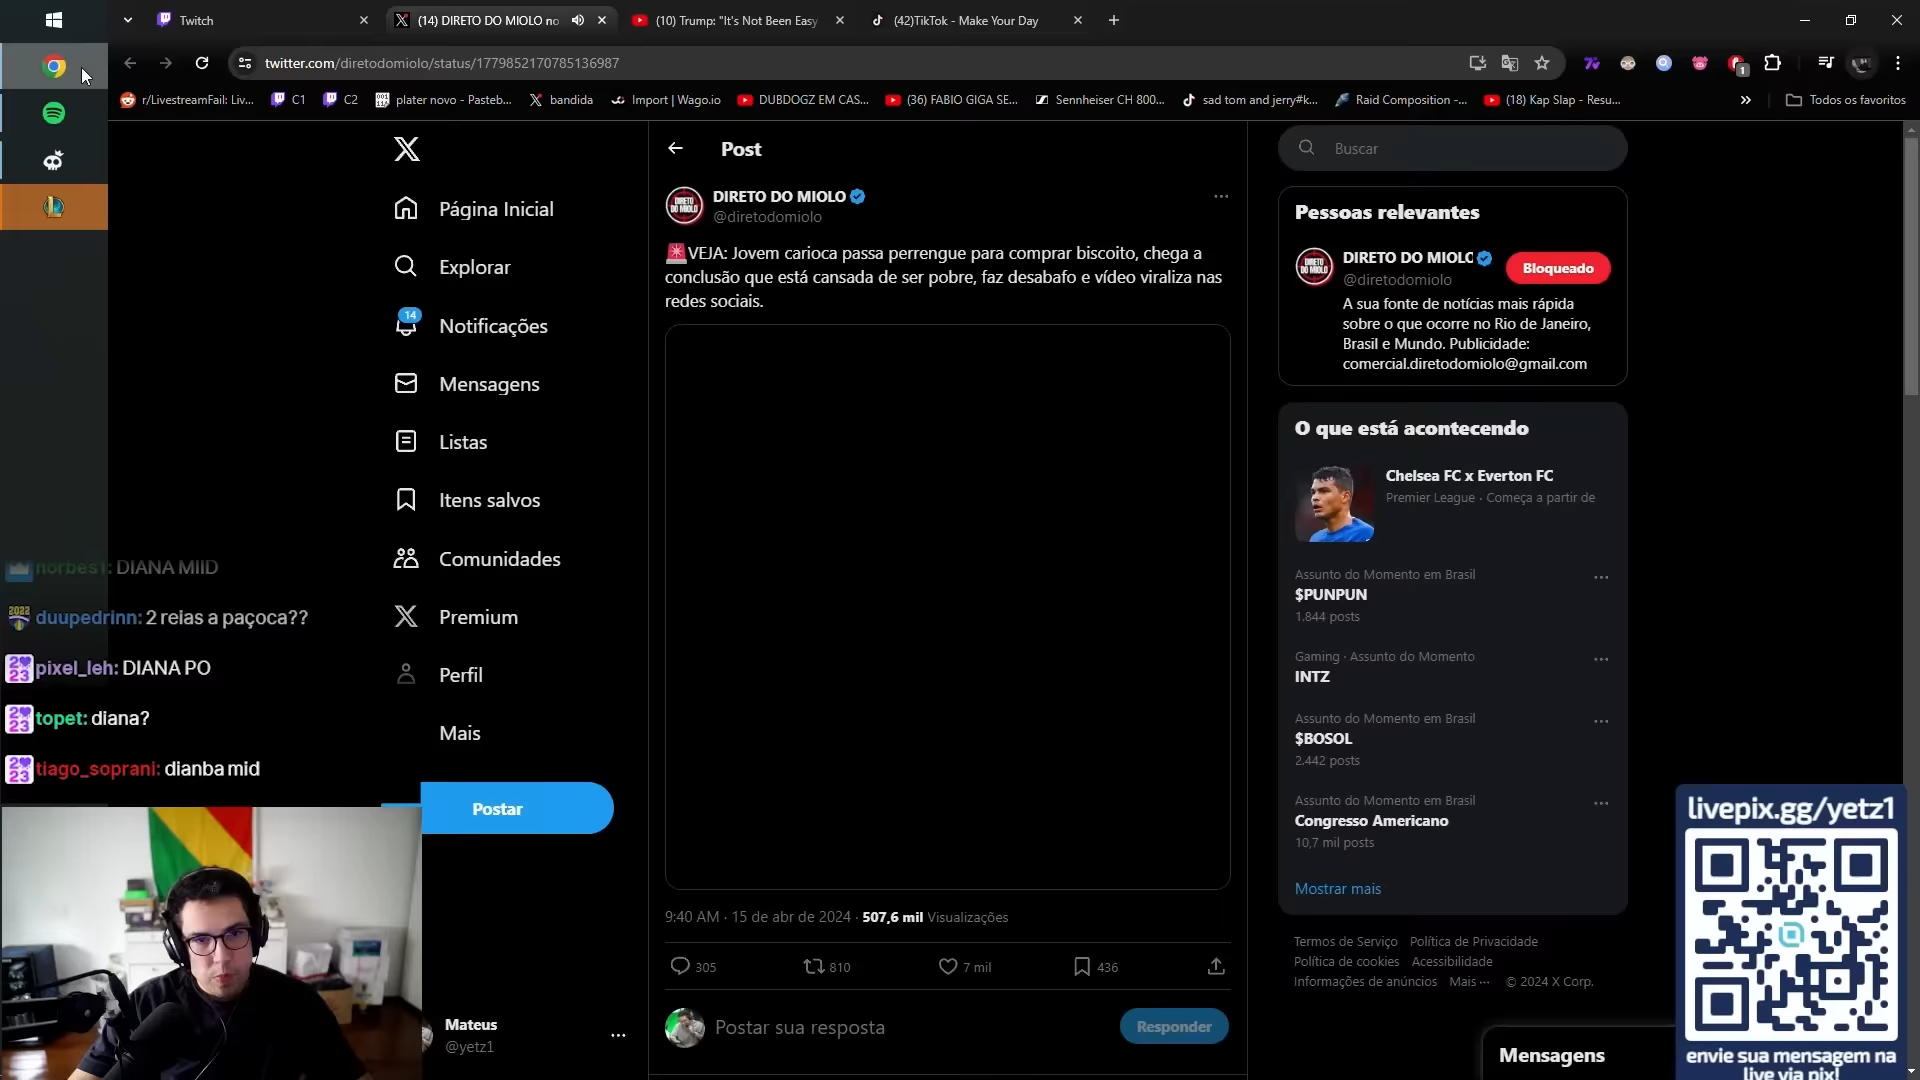 Twitch
(14) DIRETO DO MIOLO no
(10) Trump: "It's Not Been Easy
(42)TikTok - Make Your Day
twitter.com/diretodomiolo/status/1779852170785136987
1
r/LivestreamFail: Liv...
C1
C2
plater novo - Pasteb...
bandida
Import | Wago.io
DUBDOGZ EM CAS...
(36) FABIO GIGA SE...
Sennheiser CH 800...
sad tom and jerry#k...
Raid Composition -...
(18) Kap Slap - Resu...
Todos os favoritos
Página Inicial
Explorar
14
Notificações
Mensagens
Listas
Itens salvos
Comunidades
Premium
Perfil
Mais
Postar
Mateus
@yetz1
Post
DIRETO DO MIOLO
@diretodomiolo
VEJA: Jovem carioca passa perrengue para comprar biscoito, chega a
conclusão que está cansada de ser pobre, faz desabafo e vídeo viraliza nas
redes sociais.
9:40 AM · 15 de abr de 2024 · 507,6 mil Visualizações
305
810
7 mil
436
Postar sua resposta
Responder
Buscar
Pessoas relevantes
DIRETO DO MIOLO
@diretodomiolo
Bloqueado
A sua fonte de notícias mais rápida
sobre o que ocorre no Rio de Janeiro,
Brasil e Mundo. Publicidade:
comercial.diretodomiolo@gmail.com
O que está acontecendo
Chelsea FC x Everton FC
Premier League · Começa a partir de
Assunto do Momento em Brasil
$PUNPUN
1.844 posts
Gaming · Assunto do Momento
INTZ
Assunto do Momento em Brasil
$BOSOL
2.442 posts
Assunto do Momento em Brasil
Congresso Americano
10,7 mil posts
Mostrar mais
Termos de Serviço Política de Privacidade
Política de cookies Acessibilidade
Informações de anúncios Mais ··· © 2024 X Corp.
Mensagens
norbes1: DIANA MIID
duupedrinn: 2 reias a paçoca??
pixel_leh: DIANA PO
topet: diana?
tiago_soprani: dianba mid
livepix.gg/yetz1
envie sua mensagem na
live via pix!